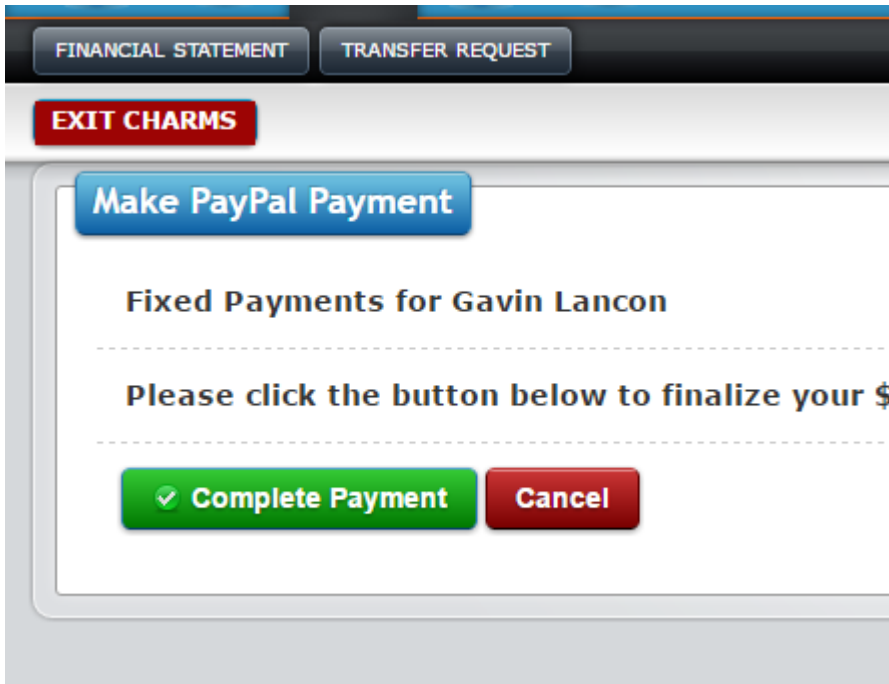 FINANCIAL STATEMENT TRANSFER REQUEST
EXIT CHARMS
Make PayPal Payment
Fixed Payments for Gavin Lancon
Please click the button below to finalize your $
Complete Payment Cancel